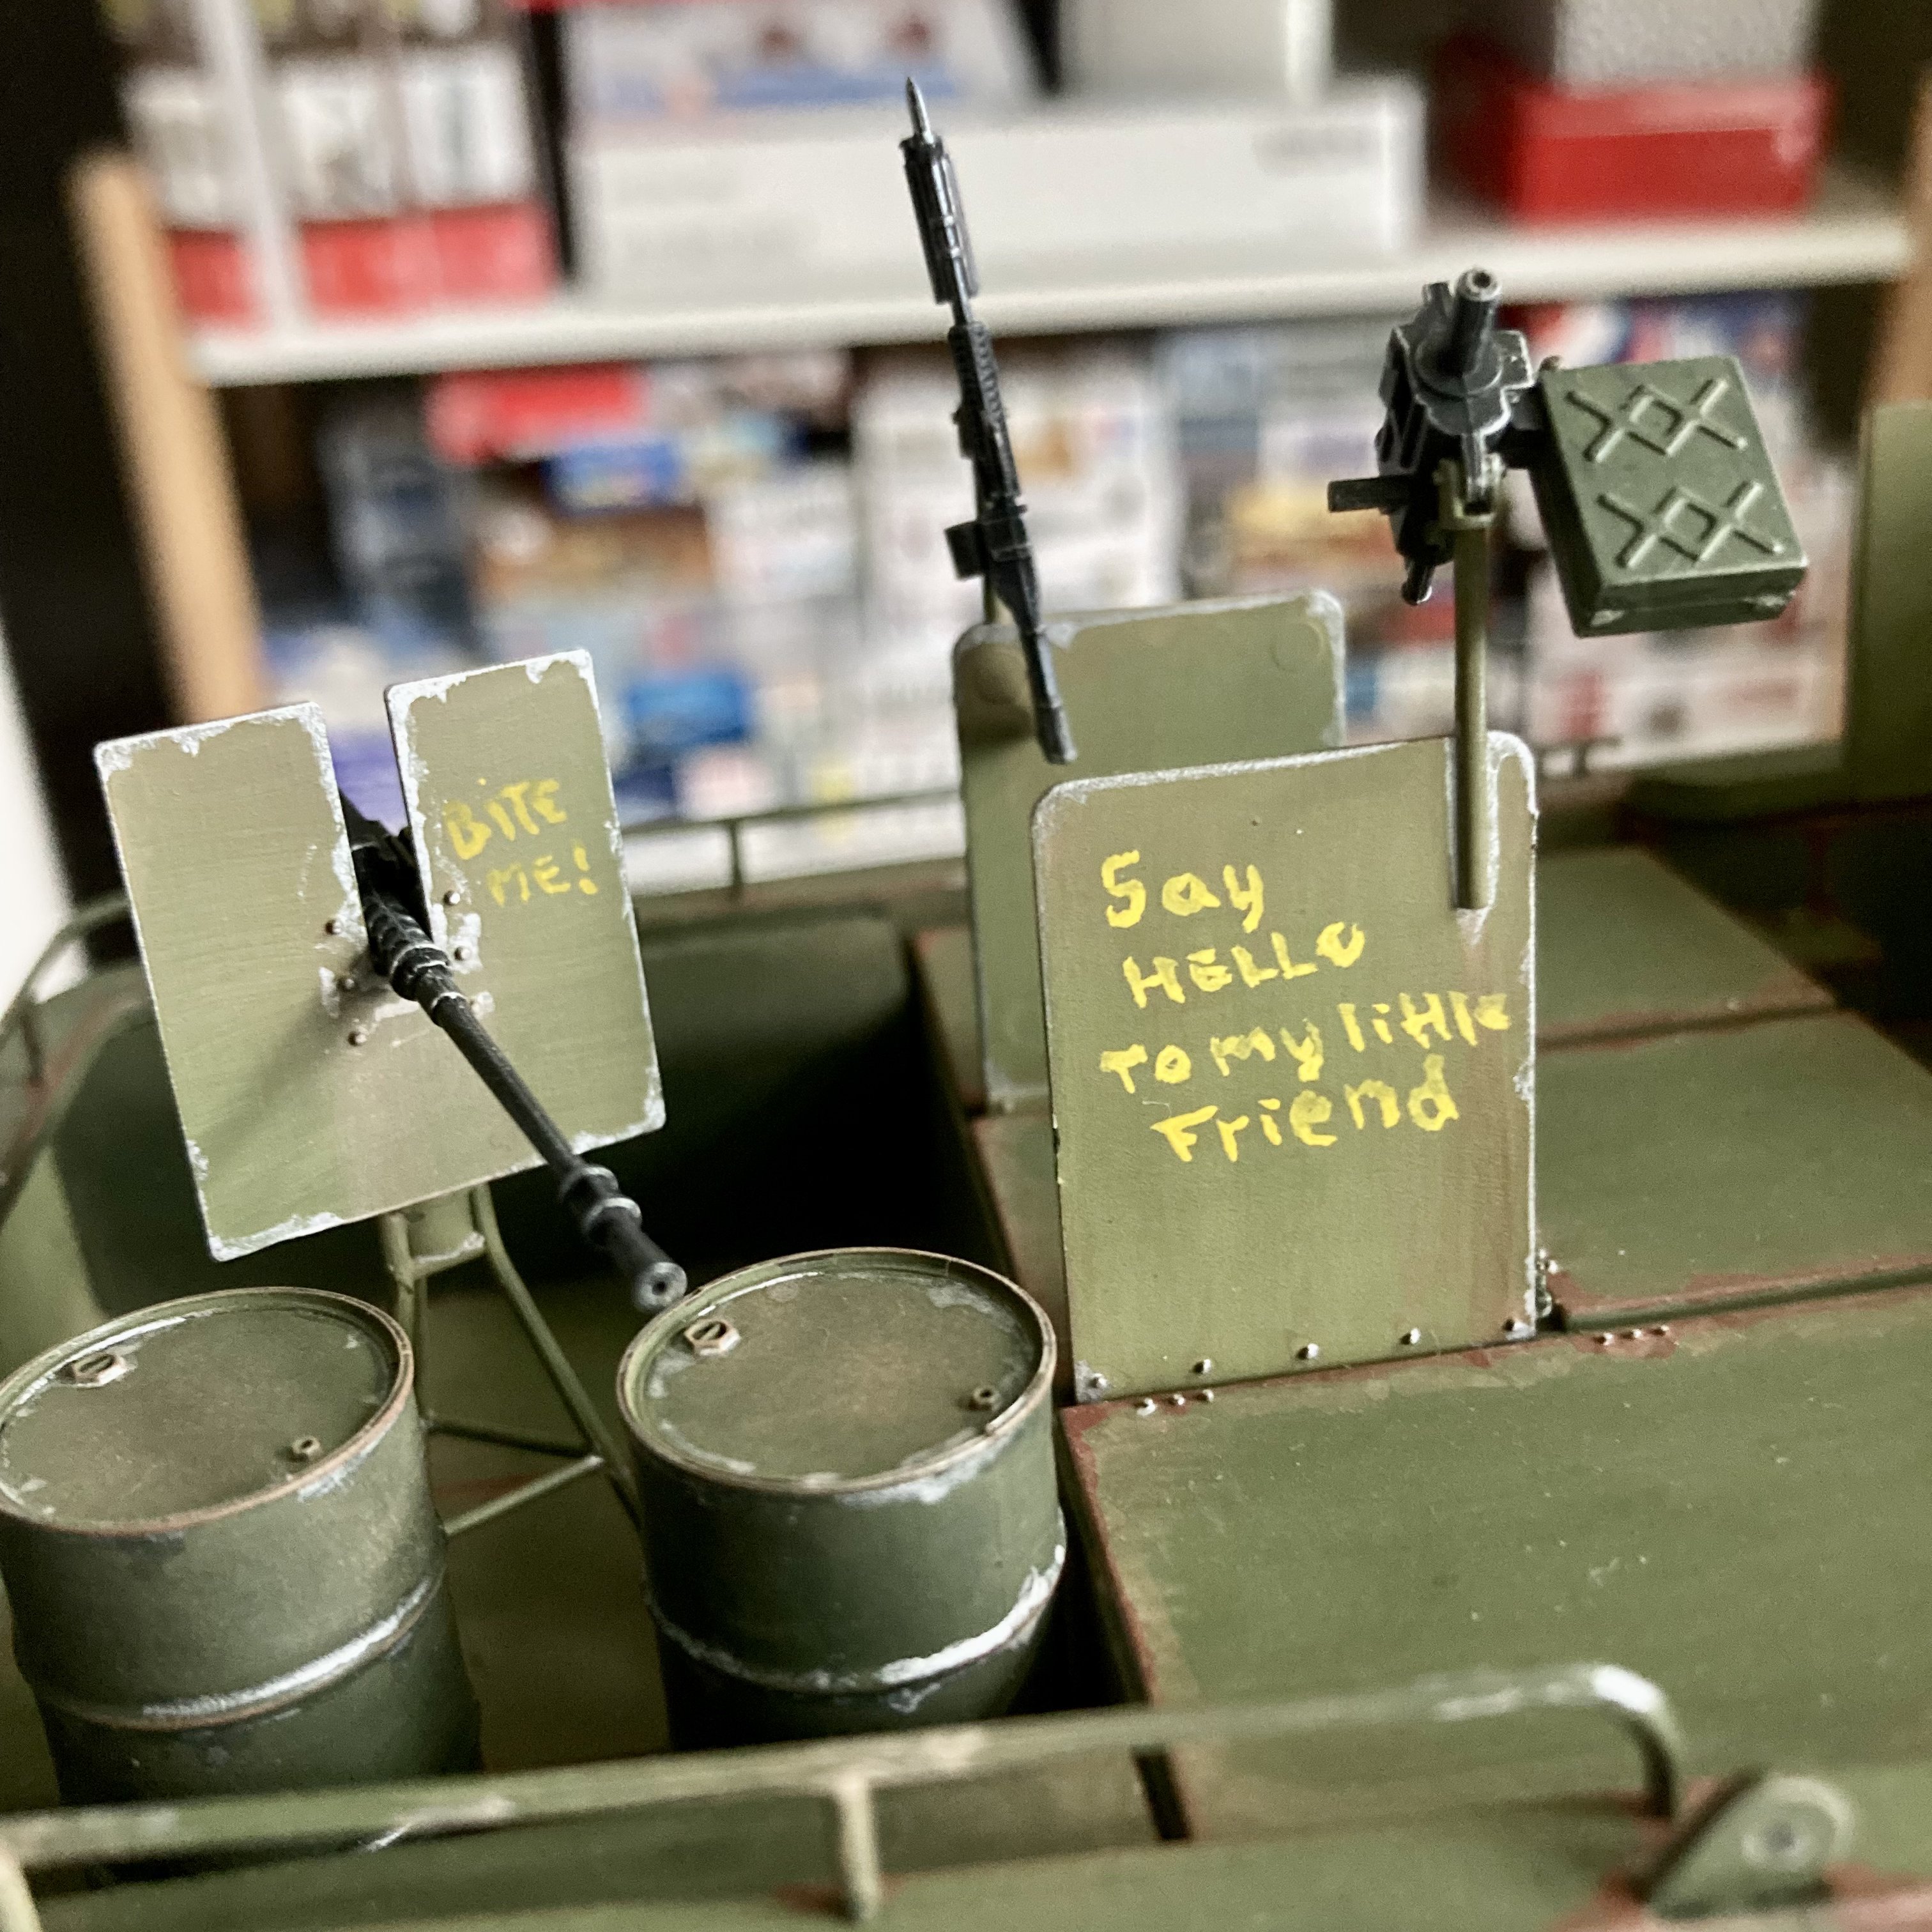 BiTE
ME!
Say
HELLO
To my little
Friend